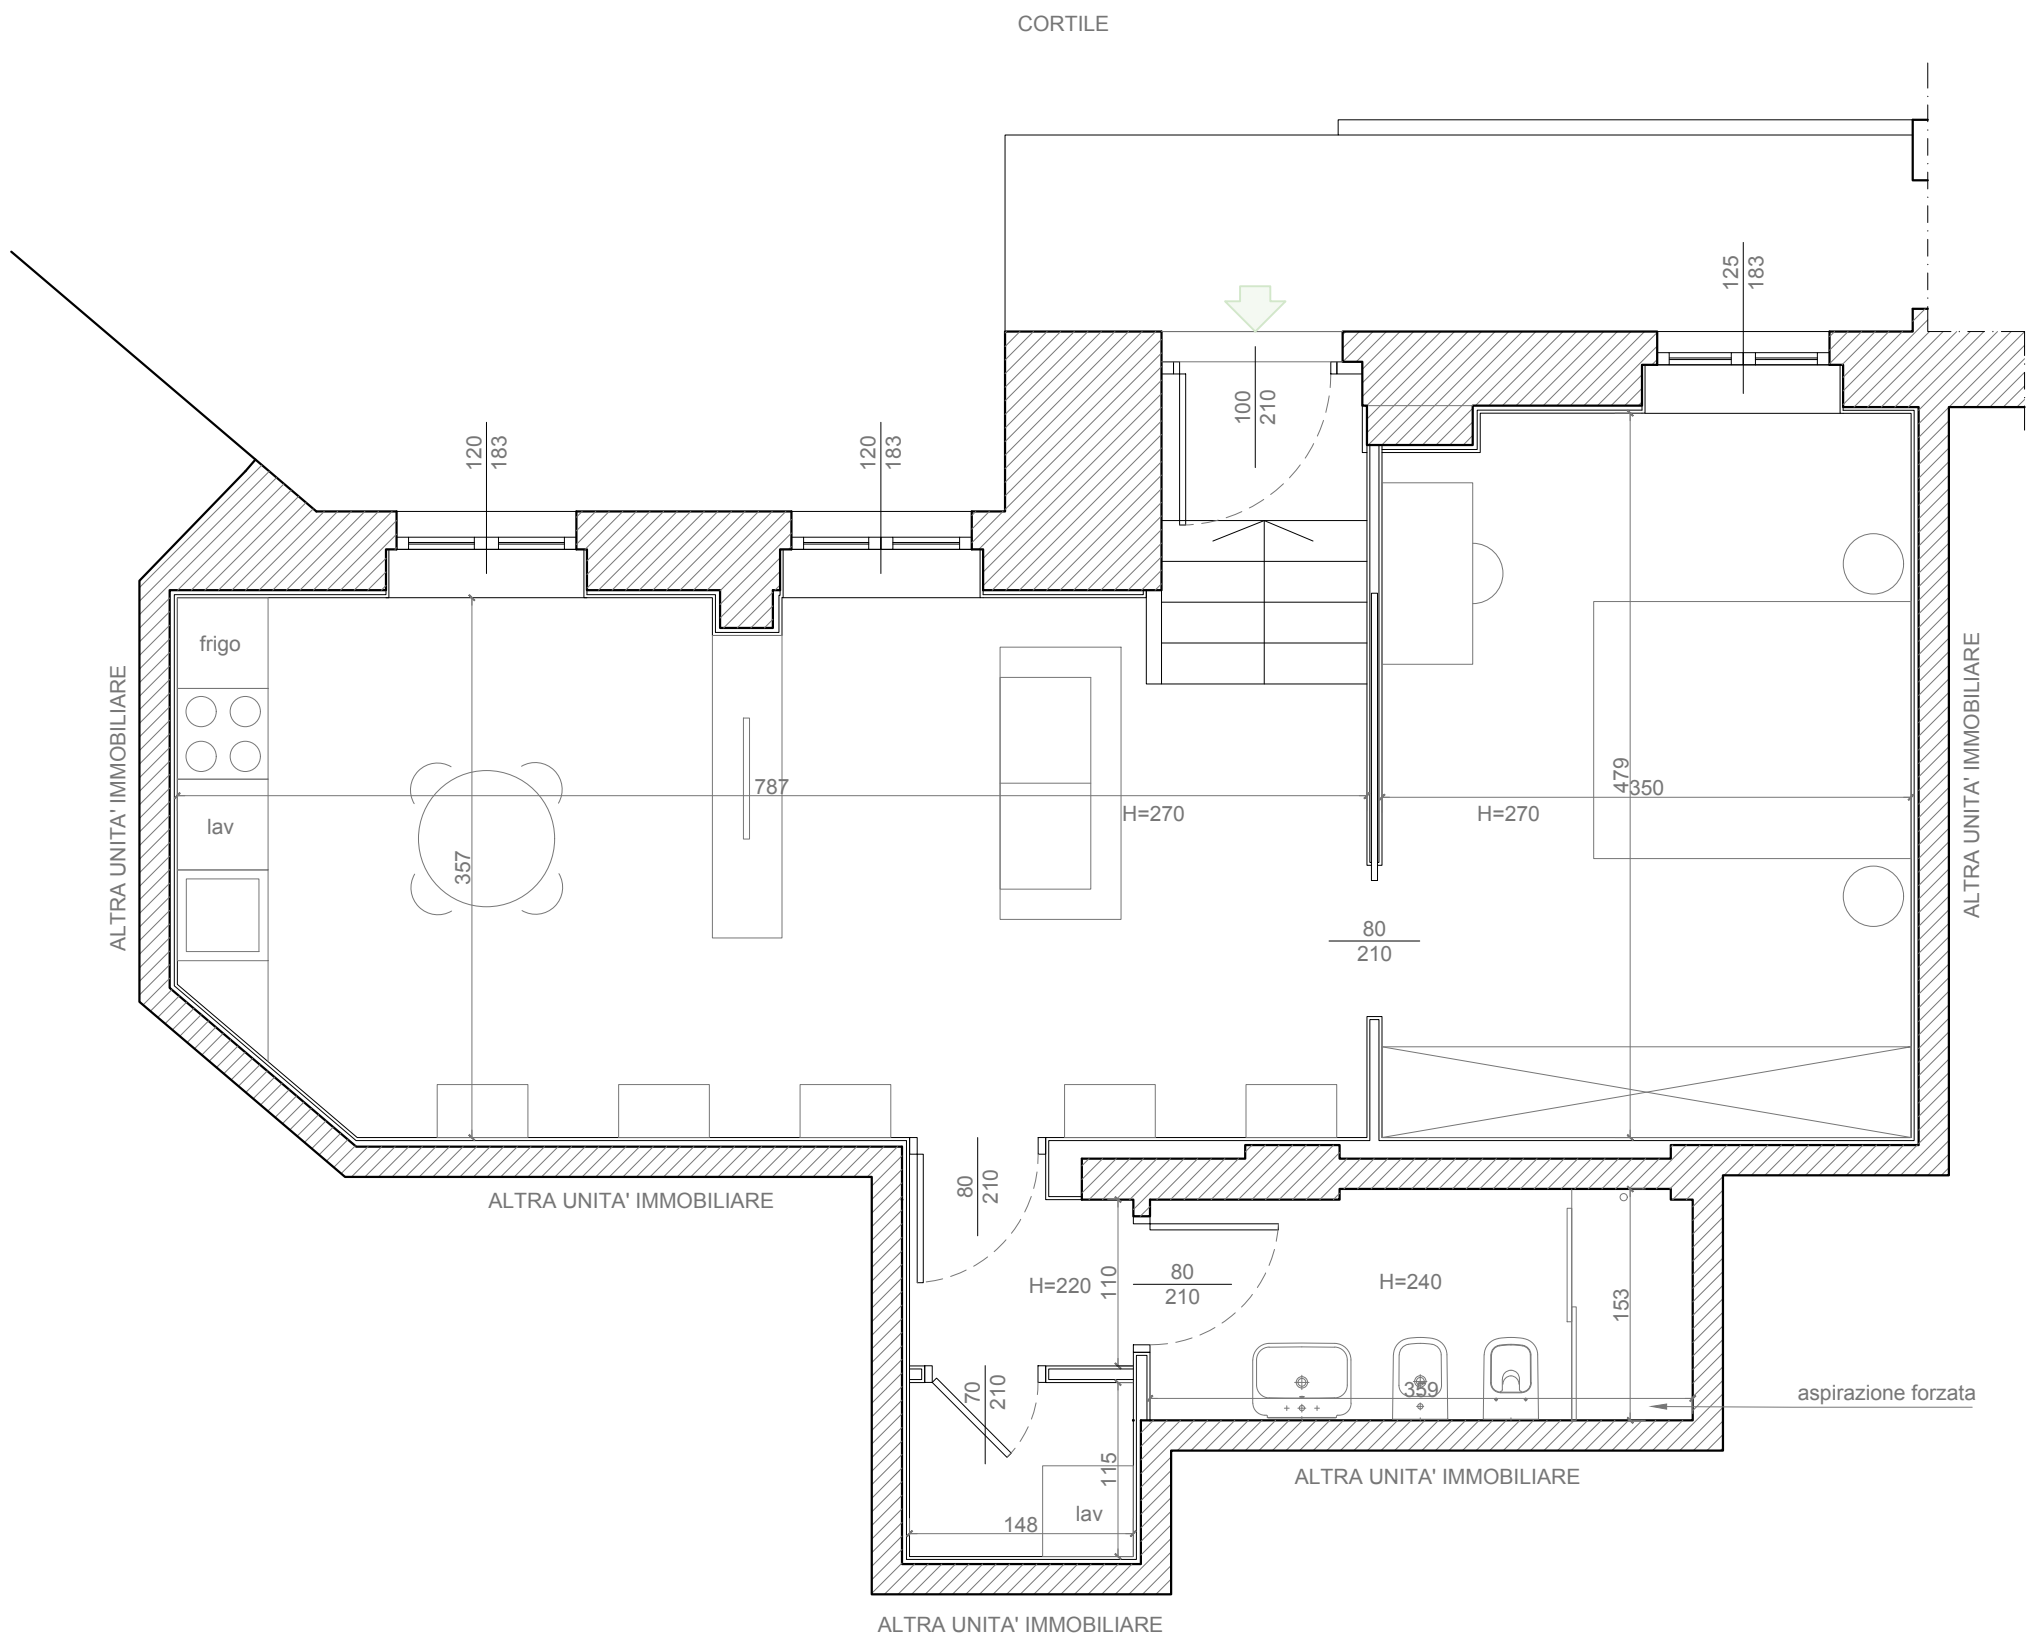 CORTILE
125
183
100
210
120
183
120
183
frigo
lav
ALTRA UNITA' IMMOBILIARE
787
357
H=270
H=270
479
350
ALTRA UNITA' IMMOBILIARE
80
210
80
210
ALTRA UNITA' IMMOBILIARE
H=220
110
80
210
H=240
153
70
210
359
aspirazione forzata
115
148
lav
ALTRA UNITA' IMMOBILIARE
ALTRA UNITA' IMMOBILIARE